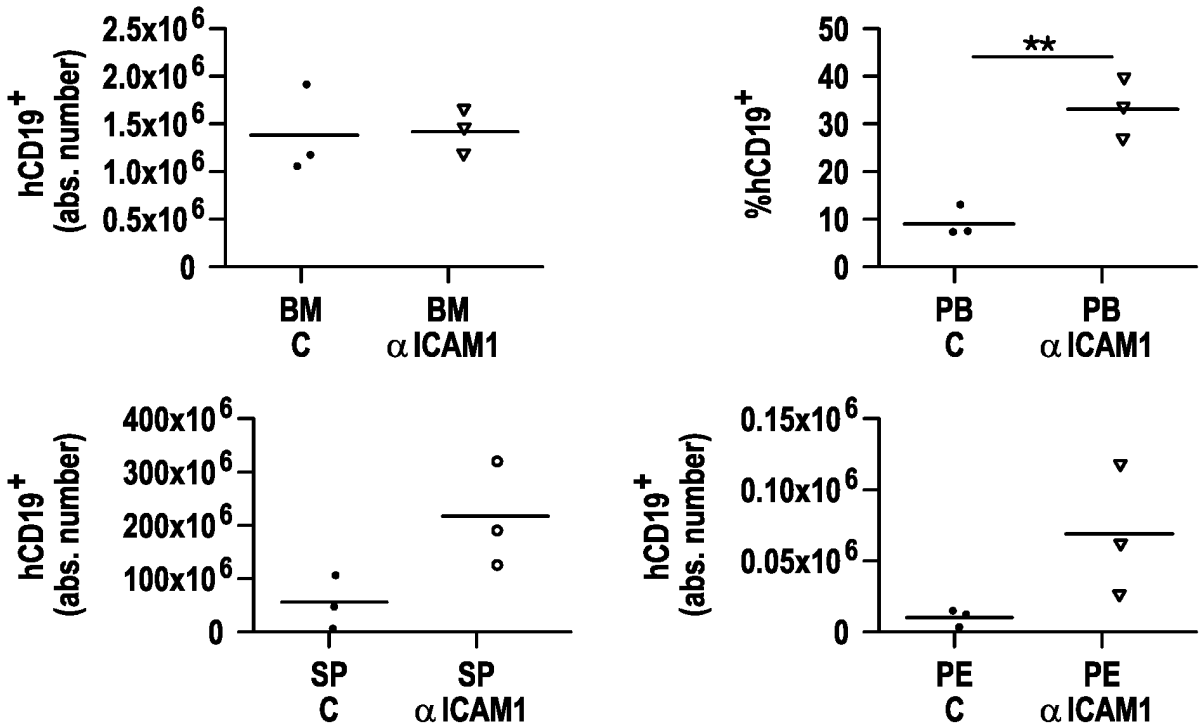 hCD19+
(abs. number)
2.5x10^6
2.0x10^6
1.5x10^6
1.0x10^6
0.5x10^6
0
BM
C
BM
α ICAM1
%hCD19+
50
40
30
20
10
0
**
PB
C
PB
α ICAM1
hCD19+
(abs. number)
400x10^6
300x10^6
200x10^6
100x10^6
0
SP
C
SP
α ICAM1
hCD19+
(abs. number)
0.15x10^6
0.10x10^6
0.05x10^6
0
PE
C
PE
α ICAM1